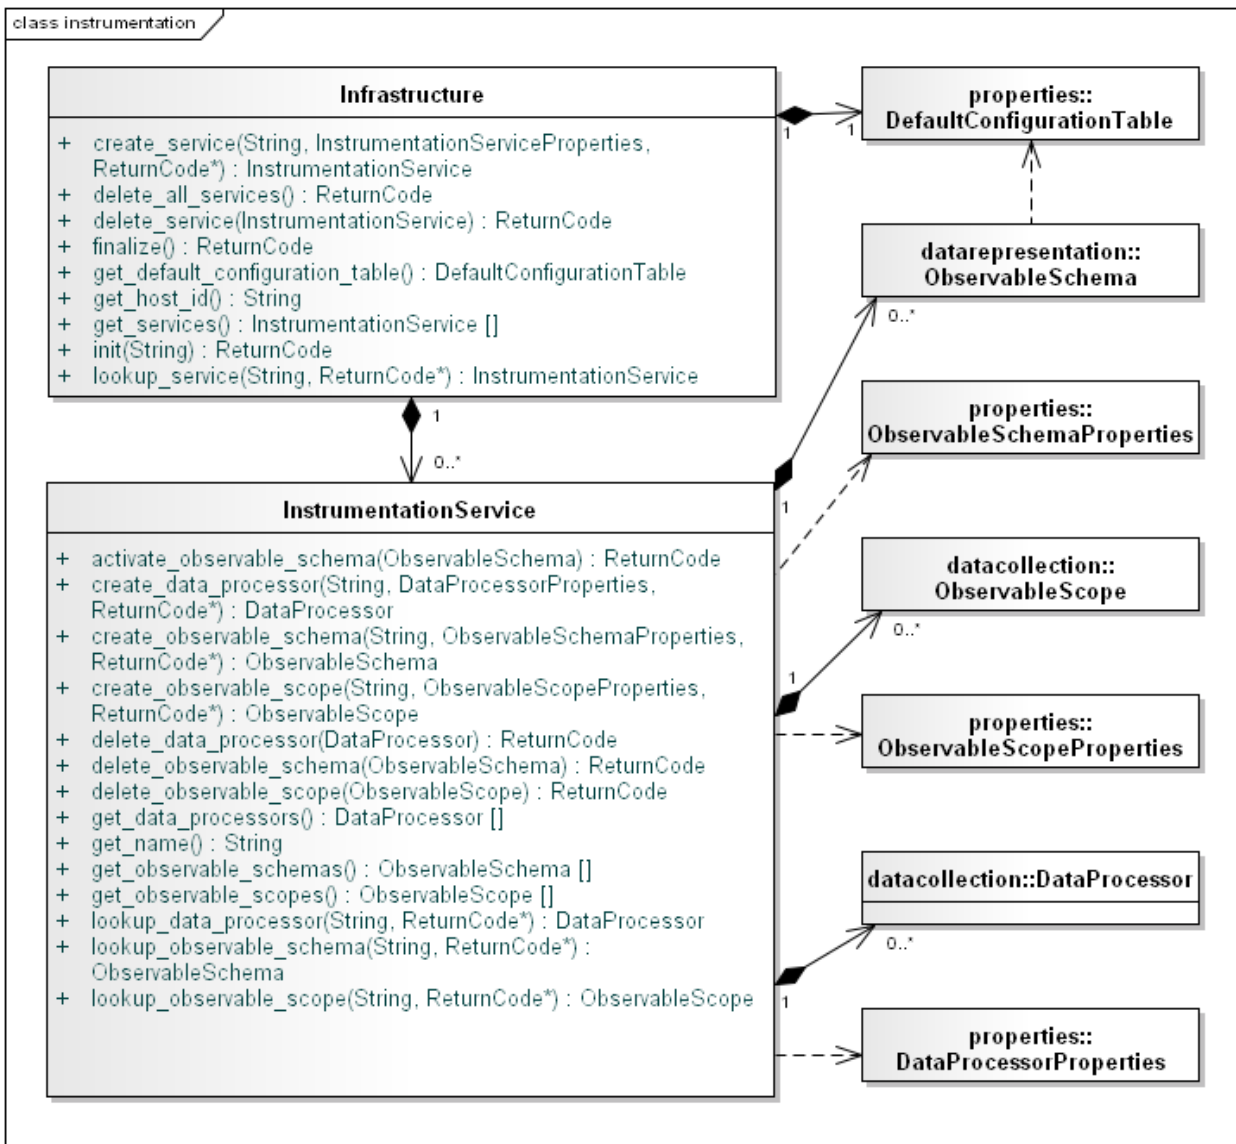 class instrumentation
Infrastructure
+ create_service(String, InstrumentationServiceProperties,
ReturnCode*) : InstrumentationService
+ delete_all_services() : ReturnCode
+ delete_service(InstrumentationService) : ReturnCode
+ finalize() : ReturnCode
+ get_default_configuration_table() : DefaultConfigurationTable
+ get_host_id() : String
+ get_services() : InstrumentationService []
+ init(String) : ReturnCode
+ lookup_service(String, ReturnCode*) : InstrumentationService
1
1
properties::
DefaultConfigurationTable
datarepresentation::
ObservableSchema
0..*
1
0..*
properties::
ObservableSchemaProperties
InstrumentationService
+ activate_observable_schema(ObservableSchema) : ReturnCode
+ create_data_processor(String, DataProcessorProperties,
ReturnCode*) : DataProcessor
+ create_observable_schema(String, ObservableSchemaProperties,
ReturnCode*) : ObservableSchema
+ create_observable_scope(String, ObservableScopeProperties,
ReturnCode*) : ObservableScope
+ delete_data_processor(DataProcessor) : ReturnCode
+ delete_observable_schema(ObservableSchema) : ReturnCode
+ delete_observable_scope(ObservableScope) : ReturnCode
+ get_data_processors() : DataProcessor []
+ get_name() : String
+ get_observable_schemas() : ObservableSchema []
+ get_observable_scopes() : ObservableScope []
+ lookup_data_processor(String, ReturnCode*) : DataProcessor
+ lookup_observable_schema(String, ReturnCode*) :
ObservableSchema
+ lookup_observable_scope(String, ReturnCode*) : ObservableScope
1
datacollection::
ObservableScope
0..*
1
properties::
ObservableScopeProperties
datacollection::DataProcessor
0..*
1
properties::
DataProcessorProperties